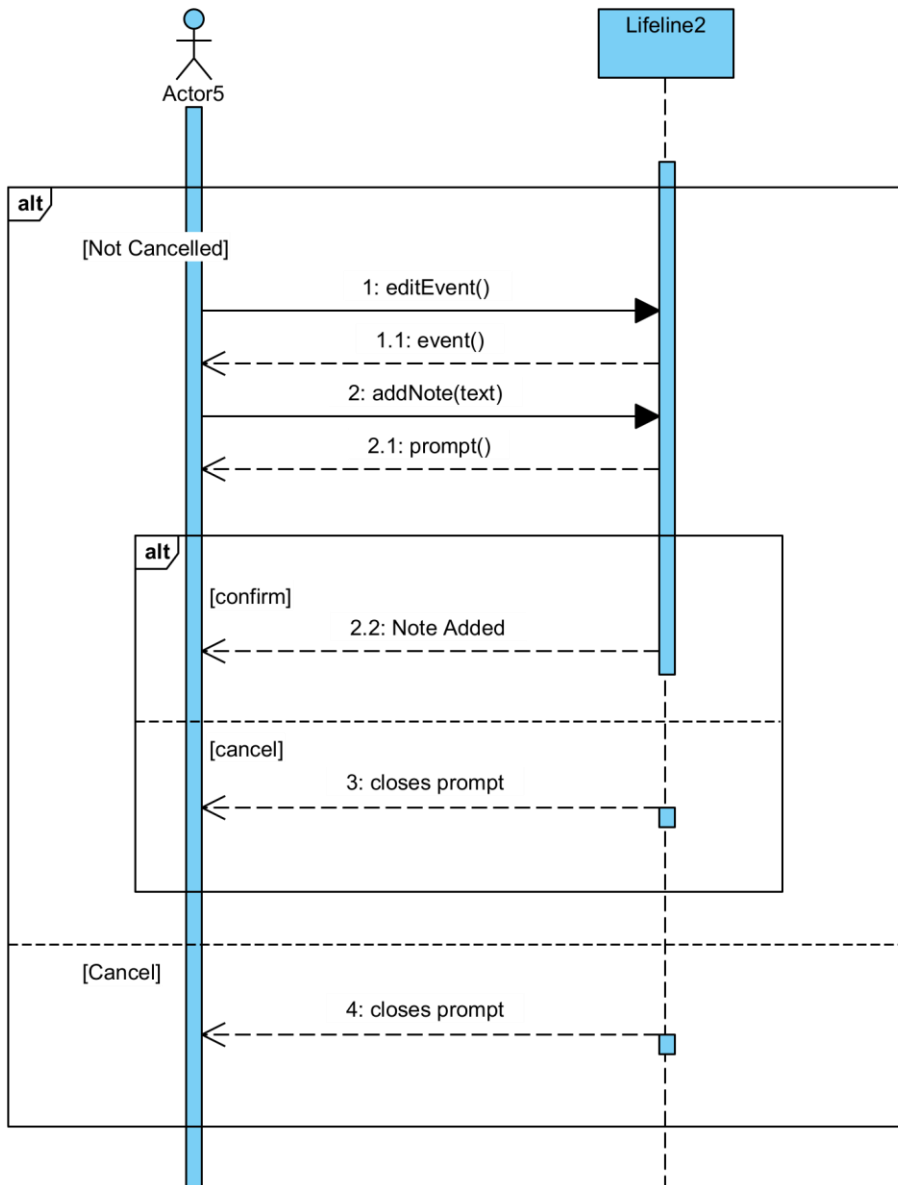 Lifeline2
Actor5
alt
[Not Cancelled]
1: editEvent()
1.1: event()
2: addNote(text)
2.1: prompt()
alt
[confirm]
2.2: Note Added
[cancel]
3: closes prompt
[Cancel]
4: closes prompt